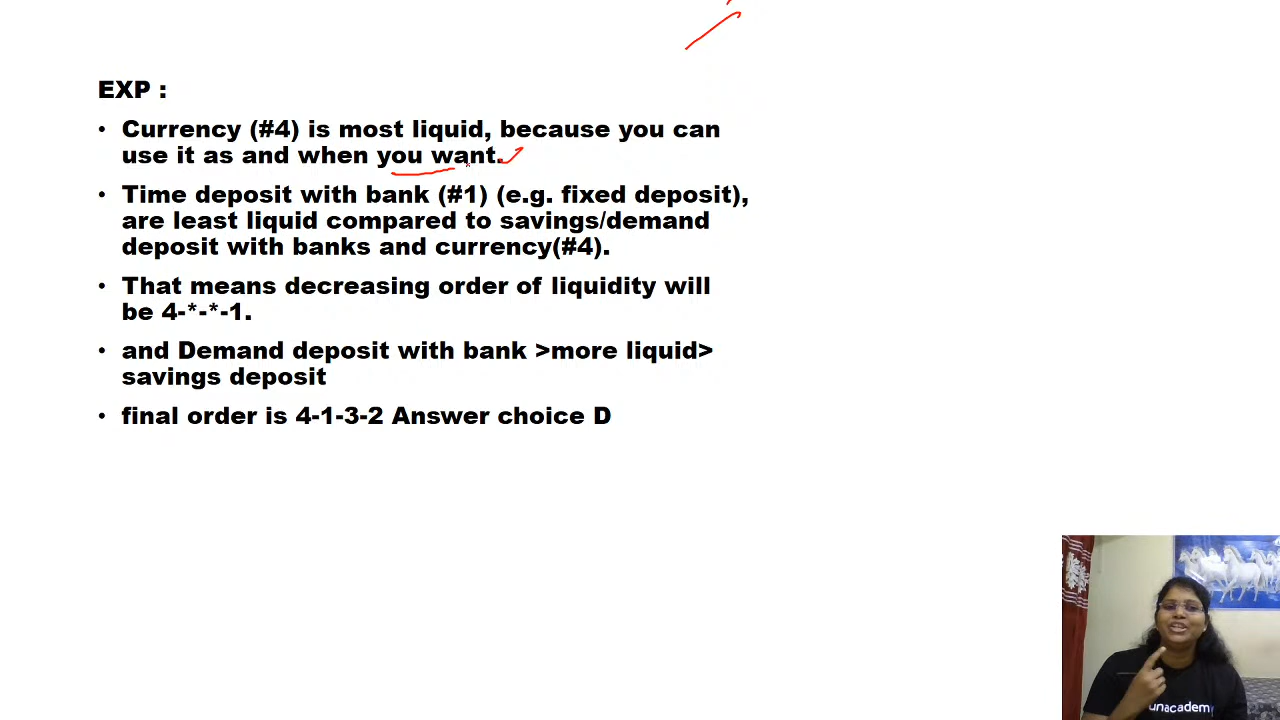 EXP :
• Currency (#4) is most liquid, because you can
use it as and when you want.
• Time deposit with bank (#1) (e.g. fixed deposit),
are least liquid compared to savings/demand
deposit with banks and currency(#4).
• That means decreasing order of liquidity will
be 4-*-*-1.
• and Demand deposit with bank >more liquid>
savings deposit
• final order is 4-1-3-2 Answer choice D
unacadem